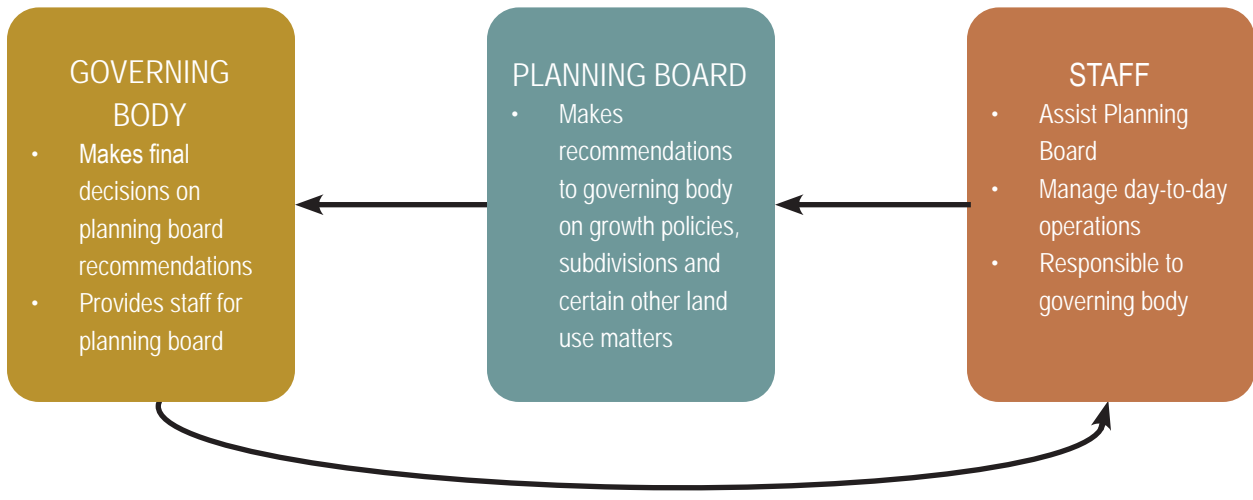 GOVERNING
BODY
• Makes final
decisions on
planning board
recommendations
• Provides staff for
planning board
PLANNING BOARD
• Makes
recommendations
to governing body
on growth policies,
subdivisions and
certain other land
use matters
STAFF
• Assist Planning
Board
• Manage day-to-day
operations
• Responsible to
governing body